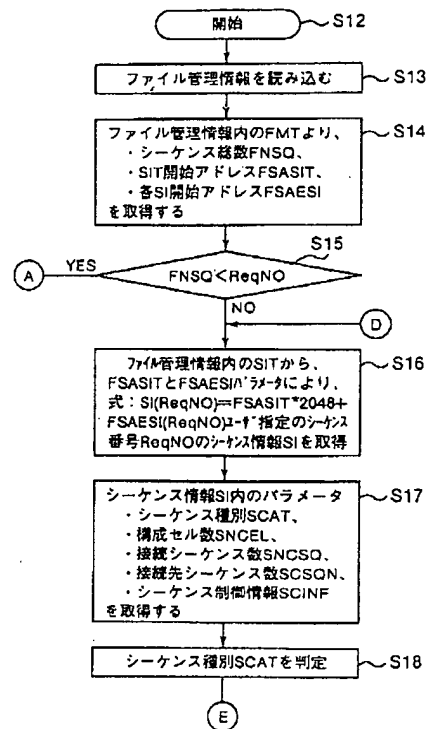 開始
S12
ファイル管理情報を読み込む
S13
ファイル管理情報内のFMTより、
・シーケンス総数FNSQ、
・SIT開始アドレスFSASIT、
・各SI開始アドレスFSAESI
を取得する
S14
S15
FNSQ<ReqNO
YES
A
NO
D
ファイル管理情報内のSITから、
FSASITとFSAESIパラメータにより、
式：SI(ReqNO)=FSASIT*2048+
FSAESI(ReqNO)ユーザ指定のシーケンス
番号ReqNOのシーケンス情報SIを取得
S16
シーケンス情報SI内のパラメータ
・シーケンス種別SCAT、
・構成セル数SNCEL、
・接続シーケンス数SNCSQ、
・接続先シーケンス数SCSQN、
・シーケンス制御情報SCINF
を取得する
S17
シーケンス種別SCATを判定
S18
E